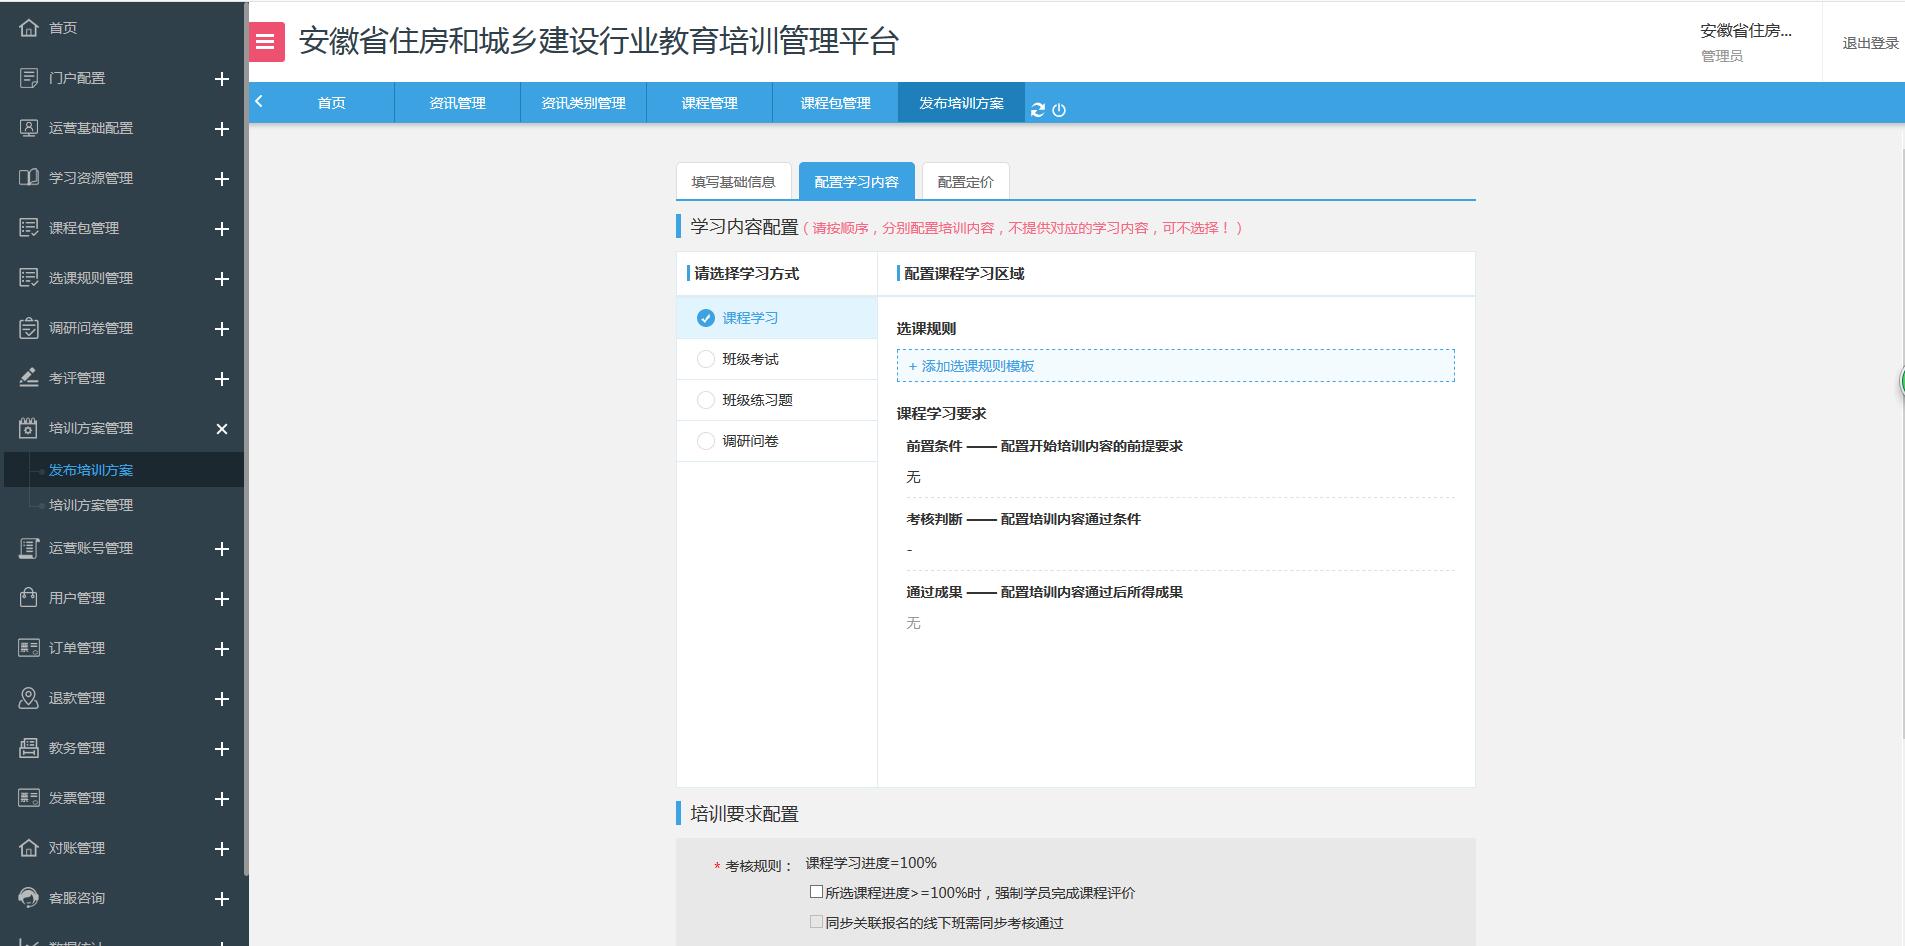 首页
门户配置
运营基础配置
学习资源管理
课程包管理
选课规则管理
调研问卷管理
考评管理
培训方案管理
发布培训方案
培训方案管理
运营账号管理
用户管理
订单管理
退款管理
教务管理
发票管理
对账管理
客服咨询
安徽省住房和城乡建设行业教育培训管理平台
安徽省住房...
管理员
退出登录
首页 资讯管理 资讯类别管理 课程管理 课程包管理 发布培训方案
填写基础信息 配置学习内容 配置定价
学习内容配置（请按顺序，分别配置培训内容，不提供对应的学习内容，可不选择！）
请选择学习方式
课程学习
班级考试
班级练习题
调研问卷
配置课程学习区域
选课规则
+ 添加选课规则模板
课程学习要求
前置条件 —— 配置开始培训内容的前提要求
无
考核判断 —— 配置培训内容通过条件
-
通过成果 —— 配置培训内容通过后所得成果
无
培训要求配置
* 考核规则： 课程学习进度=100%
所选课程进度>=100%时，强制学员完成课程评价
同步关联报名的线下班需同步考核通过